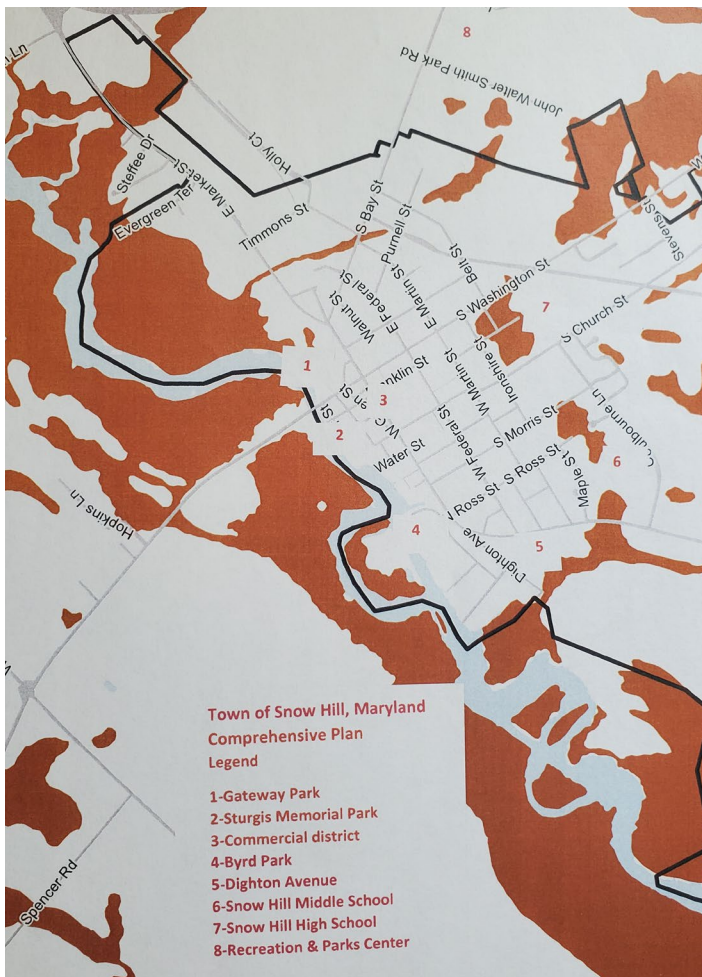 8
Ln
John Walter Smith Park Rd
Holly Ct
Steffee Dr
E Market St
Evergreen Ter
Timmons St
S Bay St
Purnell St
Stevens St
Belt St
S Washington St
E Federal St
E Martin St
Walnut St
7
S Church St
1
Ironshire St
W Martin St
3
St
2
W Federal St
S Morris St
Water St
S Ross St
Maple St
6
Ross St
Hopkins Ln
4
Dighton Ave
5
Town of Snow Hill, Maryland
Comprehensive Plan
Legend
1-Gateway Park
2-Sturgis Memorial Park
3-Commercial district
4-Byrd Park
5-Dighton Avenue
6-Snow Hill Middle School
7-Snow Hill High School
8-Recreation & Parks Center
Spencer Rd